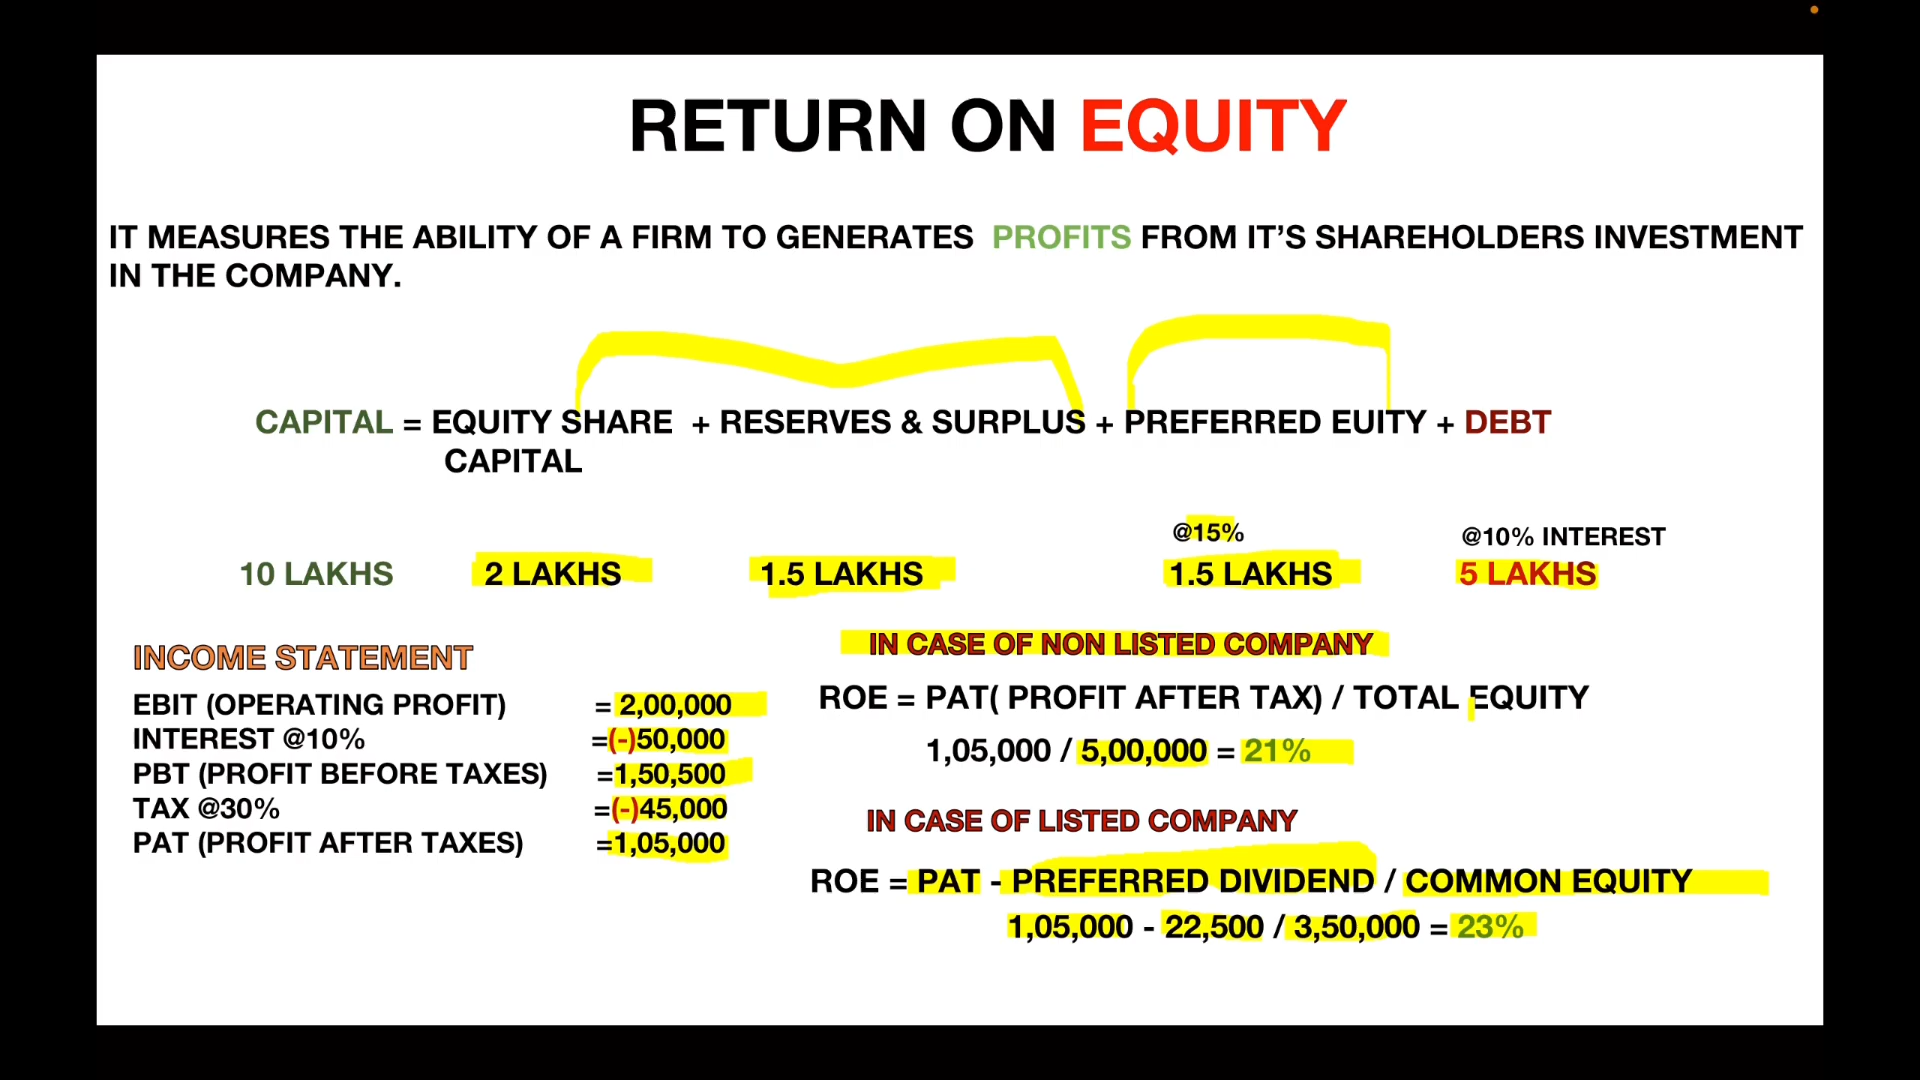 RETURN ON EQUITY
IT MEASURES THE ABILITY OF A FIRM TO GENERATES PROFITS FROM IT’S SHAREHOLDERS INVESTMENT
IN THE COMPANY.
CAPITAL = EQUITY SHARE + RESERVES & SURPLUS + PREFERRED EUITY + DEBT
CAPITAL
@15% @10% INTEREST
10 LAKHS 2 LAKHS 1.5 LAKHS 1.5 LAKHS 5 LAKHS
INCOME STATEMENT
EBIT (OPERATING PROFIT) = 2,00,000
INTEREST @10% =(-)50,000
PBT (PROFIT BEFORE TAXES) =1,50,500
TAX @30% =(-)45,000
PAT (PROFIT AFTER TAXES) =1,05,000
IN CASE OF NON LISTED COMPANY
ROE = PAT( PROFIT AFTER TAX) / TOTAL EQUITY
1,05,000 / 5,00,000 = 21%
IN CASE OF LISTED COMPANY
ROE = PAT - PREFERRED DIVIDEND / COMMON EQUITY
1,05,000 - 22,500 / 3,50,000 = 23%